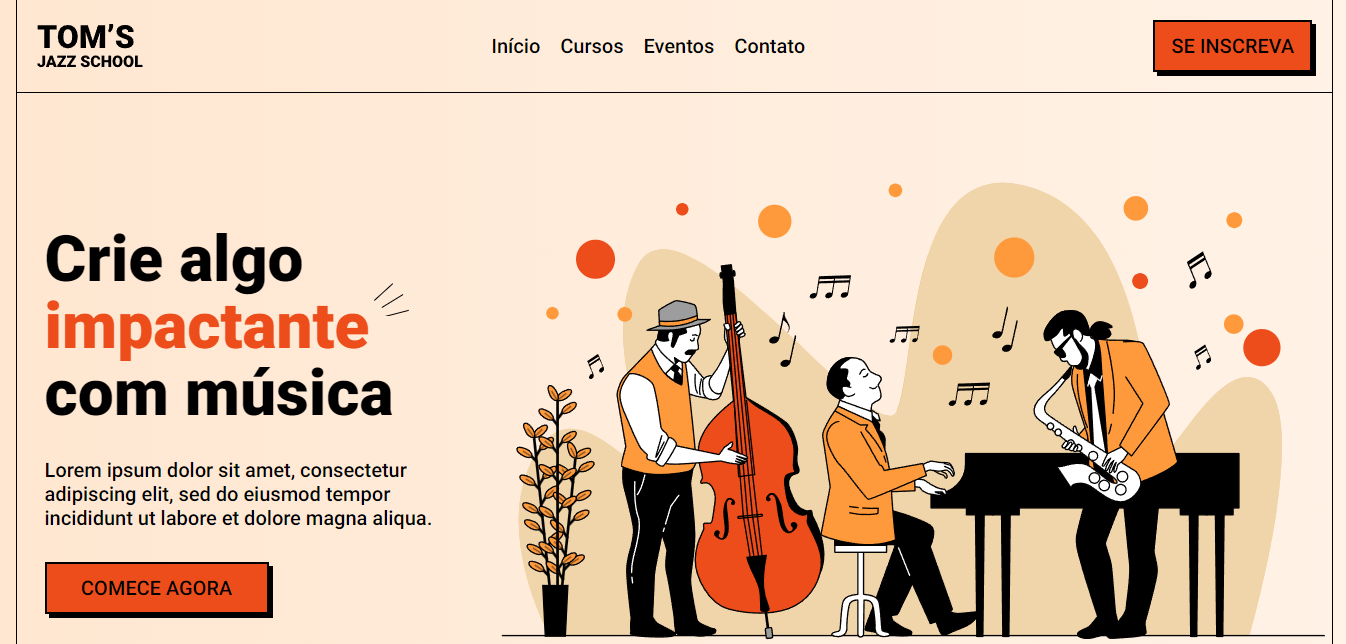 TOM'S
JAZZ SCHOOL
Início Cursos Eventos Contato
SE INSCREVA
Crie algo
impactante
com música
Lorem ipsum dolor sit amet, consectetur
adipiscing elit, sed do eiusmod tempor
incididunt ut labore et dolore magna aliqua.
COMECE AGORA